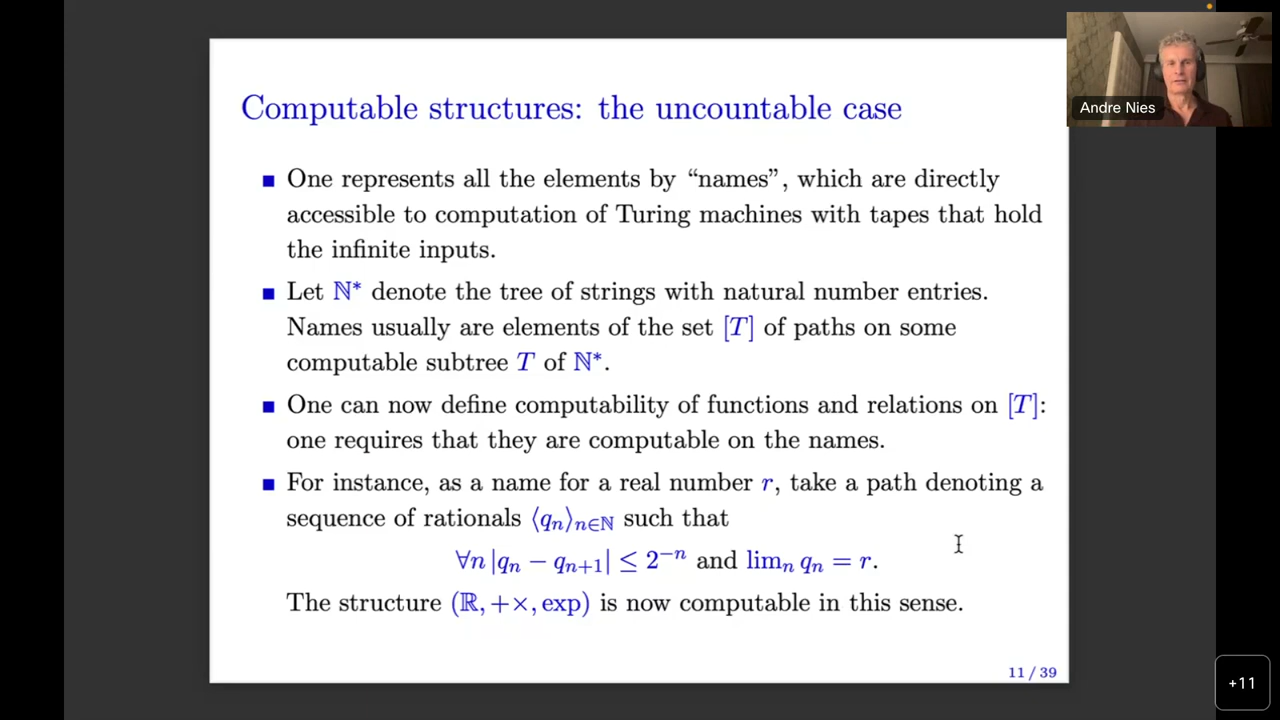 Computable structures: the uncountable case
Andre Nies
■ One represents all the elements by “names”, which are directly
accessible to computation of Turing machines with tapes that hold
the infinite inputs.
■ Let ℕ* denote the tree of strings with natural number entries.
Names usually are elements of the set [T] of paths on some
computable subtree T of ℕ*.
■ One can now define computability of functions and relations on [T]:
one requires that they are computable on the names.
■ For instance, as a name for a real number r, take a path denoting a
sequence of rationals ⟨qₙ⟩ₙ∈ℕ such that
∀n |qₙ − qₙ₊₁| ≤ 2⁻ⁿ and limₙ qₙ = r.
The structure (ℝ, +×, exp) is now computable in this sense.
11 / 39
+11